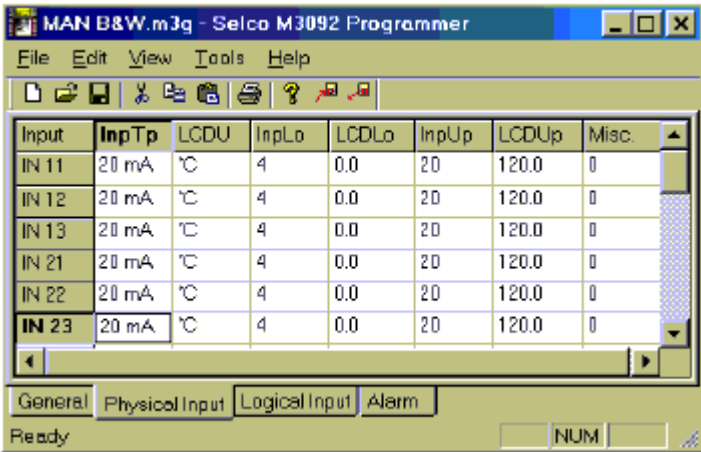 MAN B&W.m3g - Selco M3092 Programmer
File Edit View Tools Help
Input InpTp LCDU InpLo LCDLo InpUp LCDUp Misc.
IN 11 20 mA °C 4 0.0 20 120.0 0
IN 12 20 mA °C 4 0.0 20 120.0 0
IN 13 20 mA °C 4 0.0 20 120.0 0
IN 21 20 mA °C 4 0.0 20 120.0 0
IN 22 20 mA °C 4 0.0 20 120.0 0
IN 23 20 mA °C 4 0.0 20 120.0 0
General Physical Input Logical Input Alarm
Ready NUM